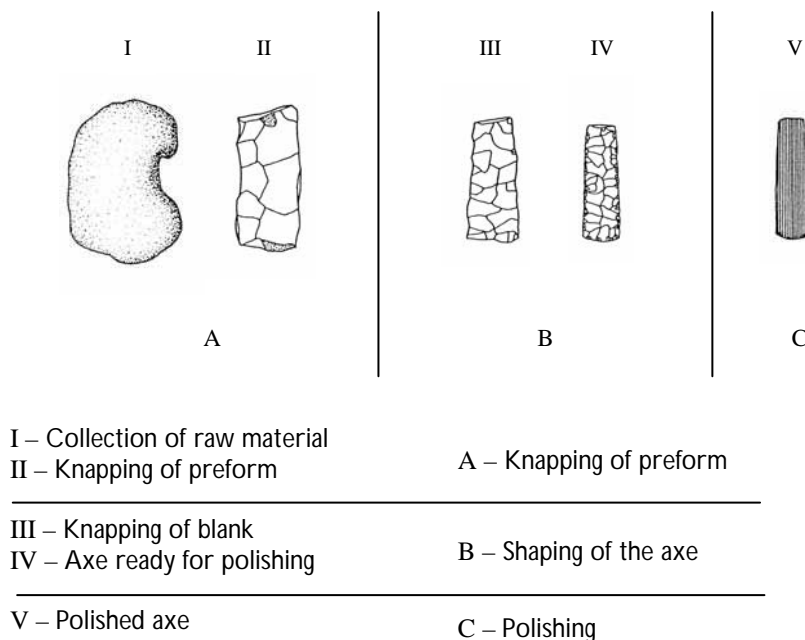 I II III IV V
A B C
I – Collection of raw material
II – Knapping of preform
A – Knapping of preform
III – Knapping of blank
IV – Axe ready for polishing
B – Shaping of the axe
V – Polished axe
C – Polishing